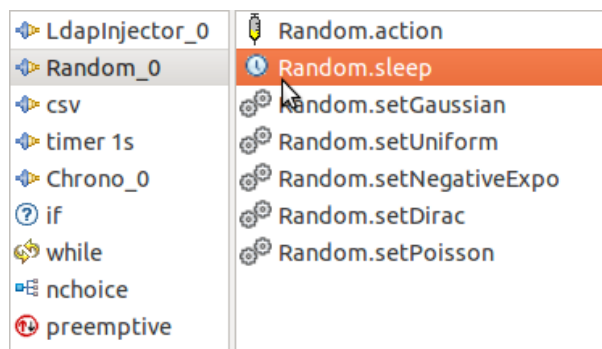 LdapInjector_0
Random_0
csv
timer 1s
Chrono_0
if
while
nchoice
preemptive
Random.action
Random.sleep
Random.setGaussian
Random.setUniform
Random.setNegativeExpo
Random.setDirac
Random.setPoisson